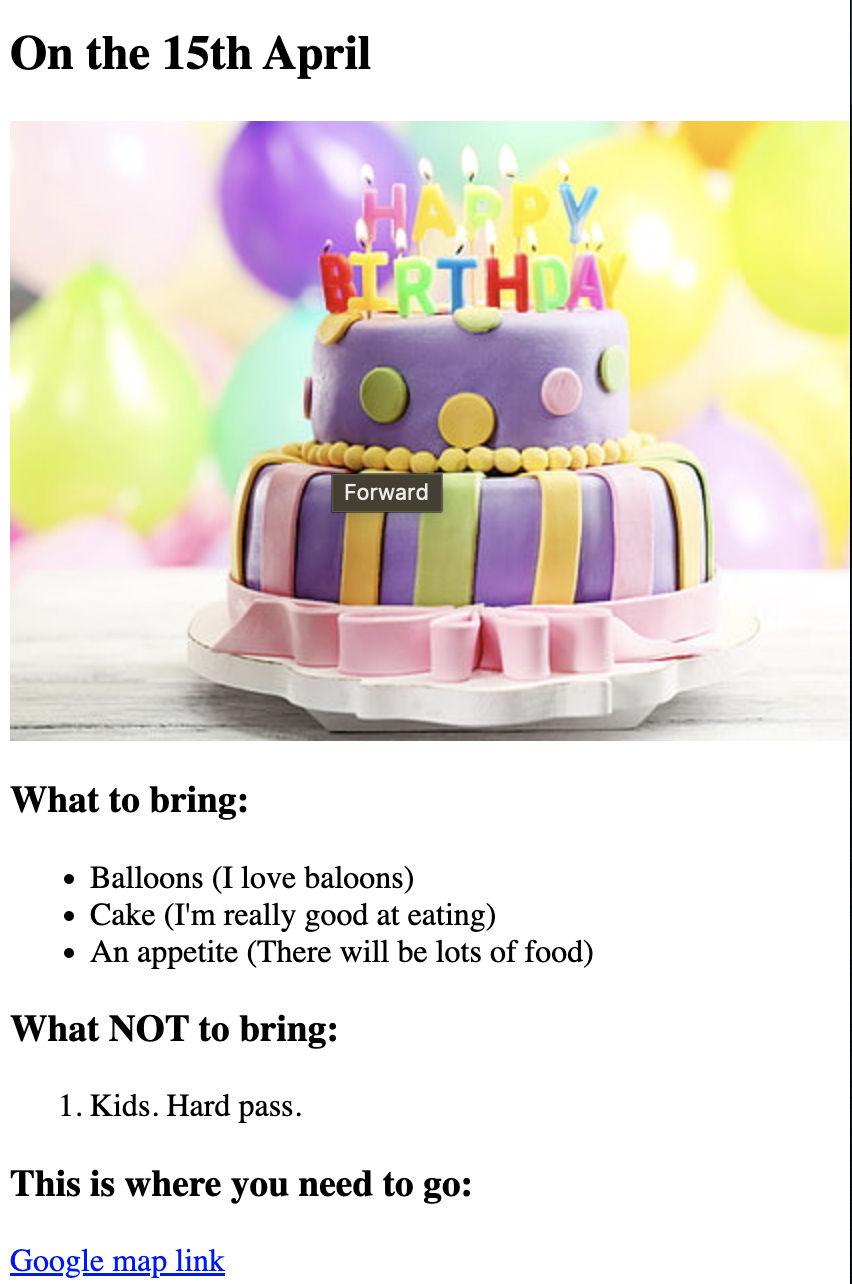 On the 15th April
HAPPY
BIRTHDAY
Forward
What to bring:
• Balloons (I love baloons)
• Cake (I'm really good at eating)
• An appetite (There will be lots of food)
What NOT to bring:
1. Kids. Hard pass.
This is where you need to go:
Google map link